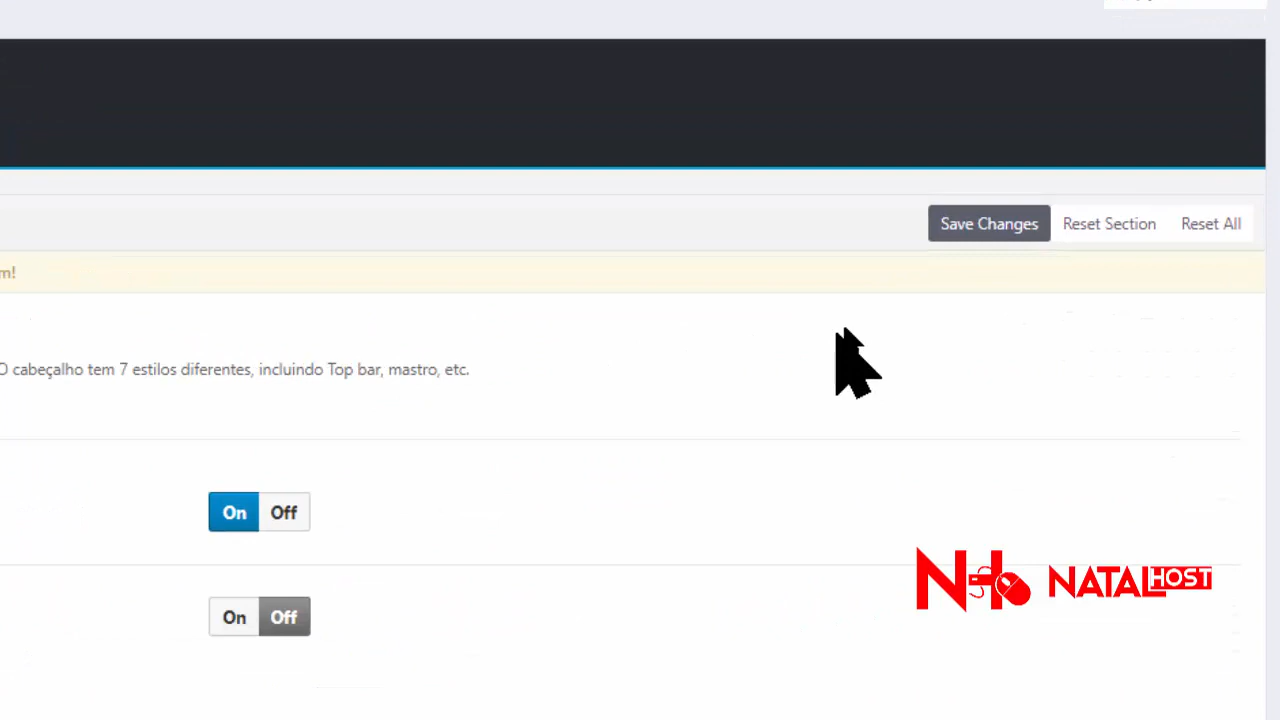 Save Changes Reset Section Reset All
m!
O cabeçalho tem 7 estilos diferentes, incluindo Top bar, mastro, etc.
On Off
NH NATALHOST
On Off